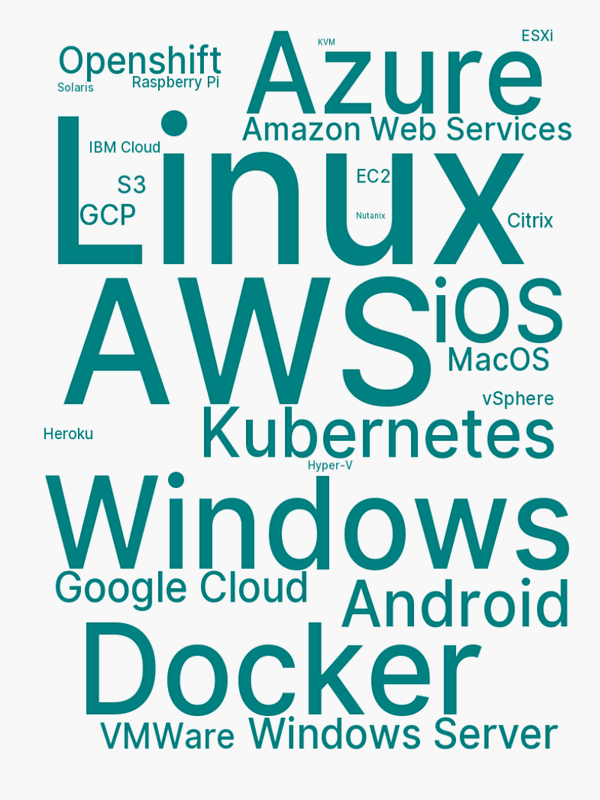 KVM
ESXi
Openshift
Azure
Solaris
Raspberry Pi
Amazon Web Services
Linux
IBM Cloud
S3
EC2
GCP
Nutanix
Citrix
AWS
iOS
MacOS
vSphere
Kubernetes
Heroku
Hyper-V
Windows
Google Cloud
Android
Docker
VMWare
Windows Server